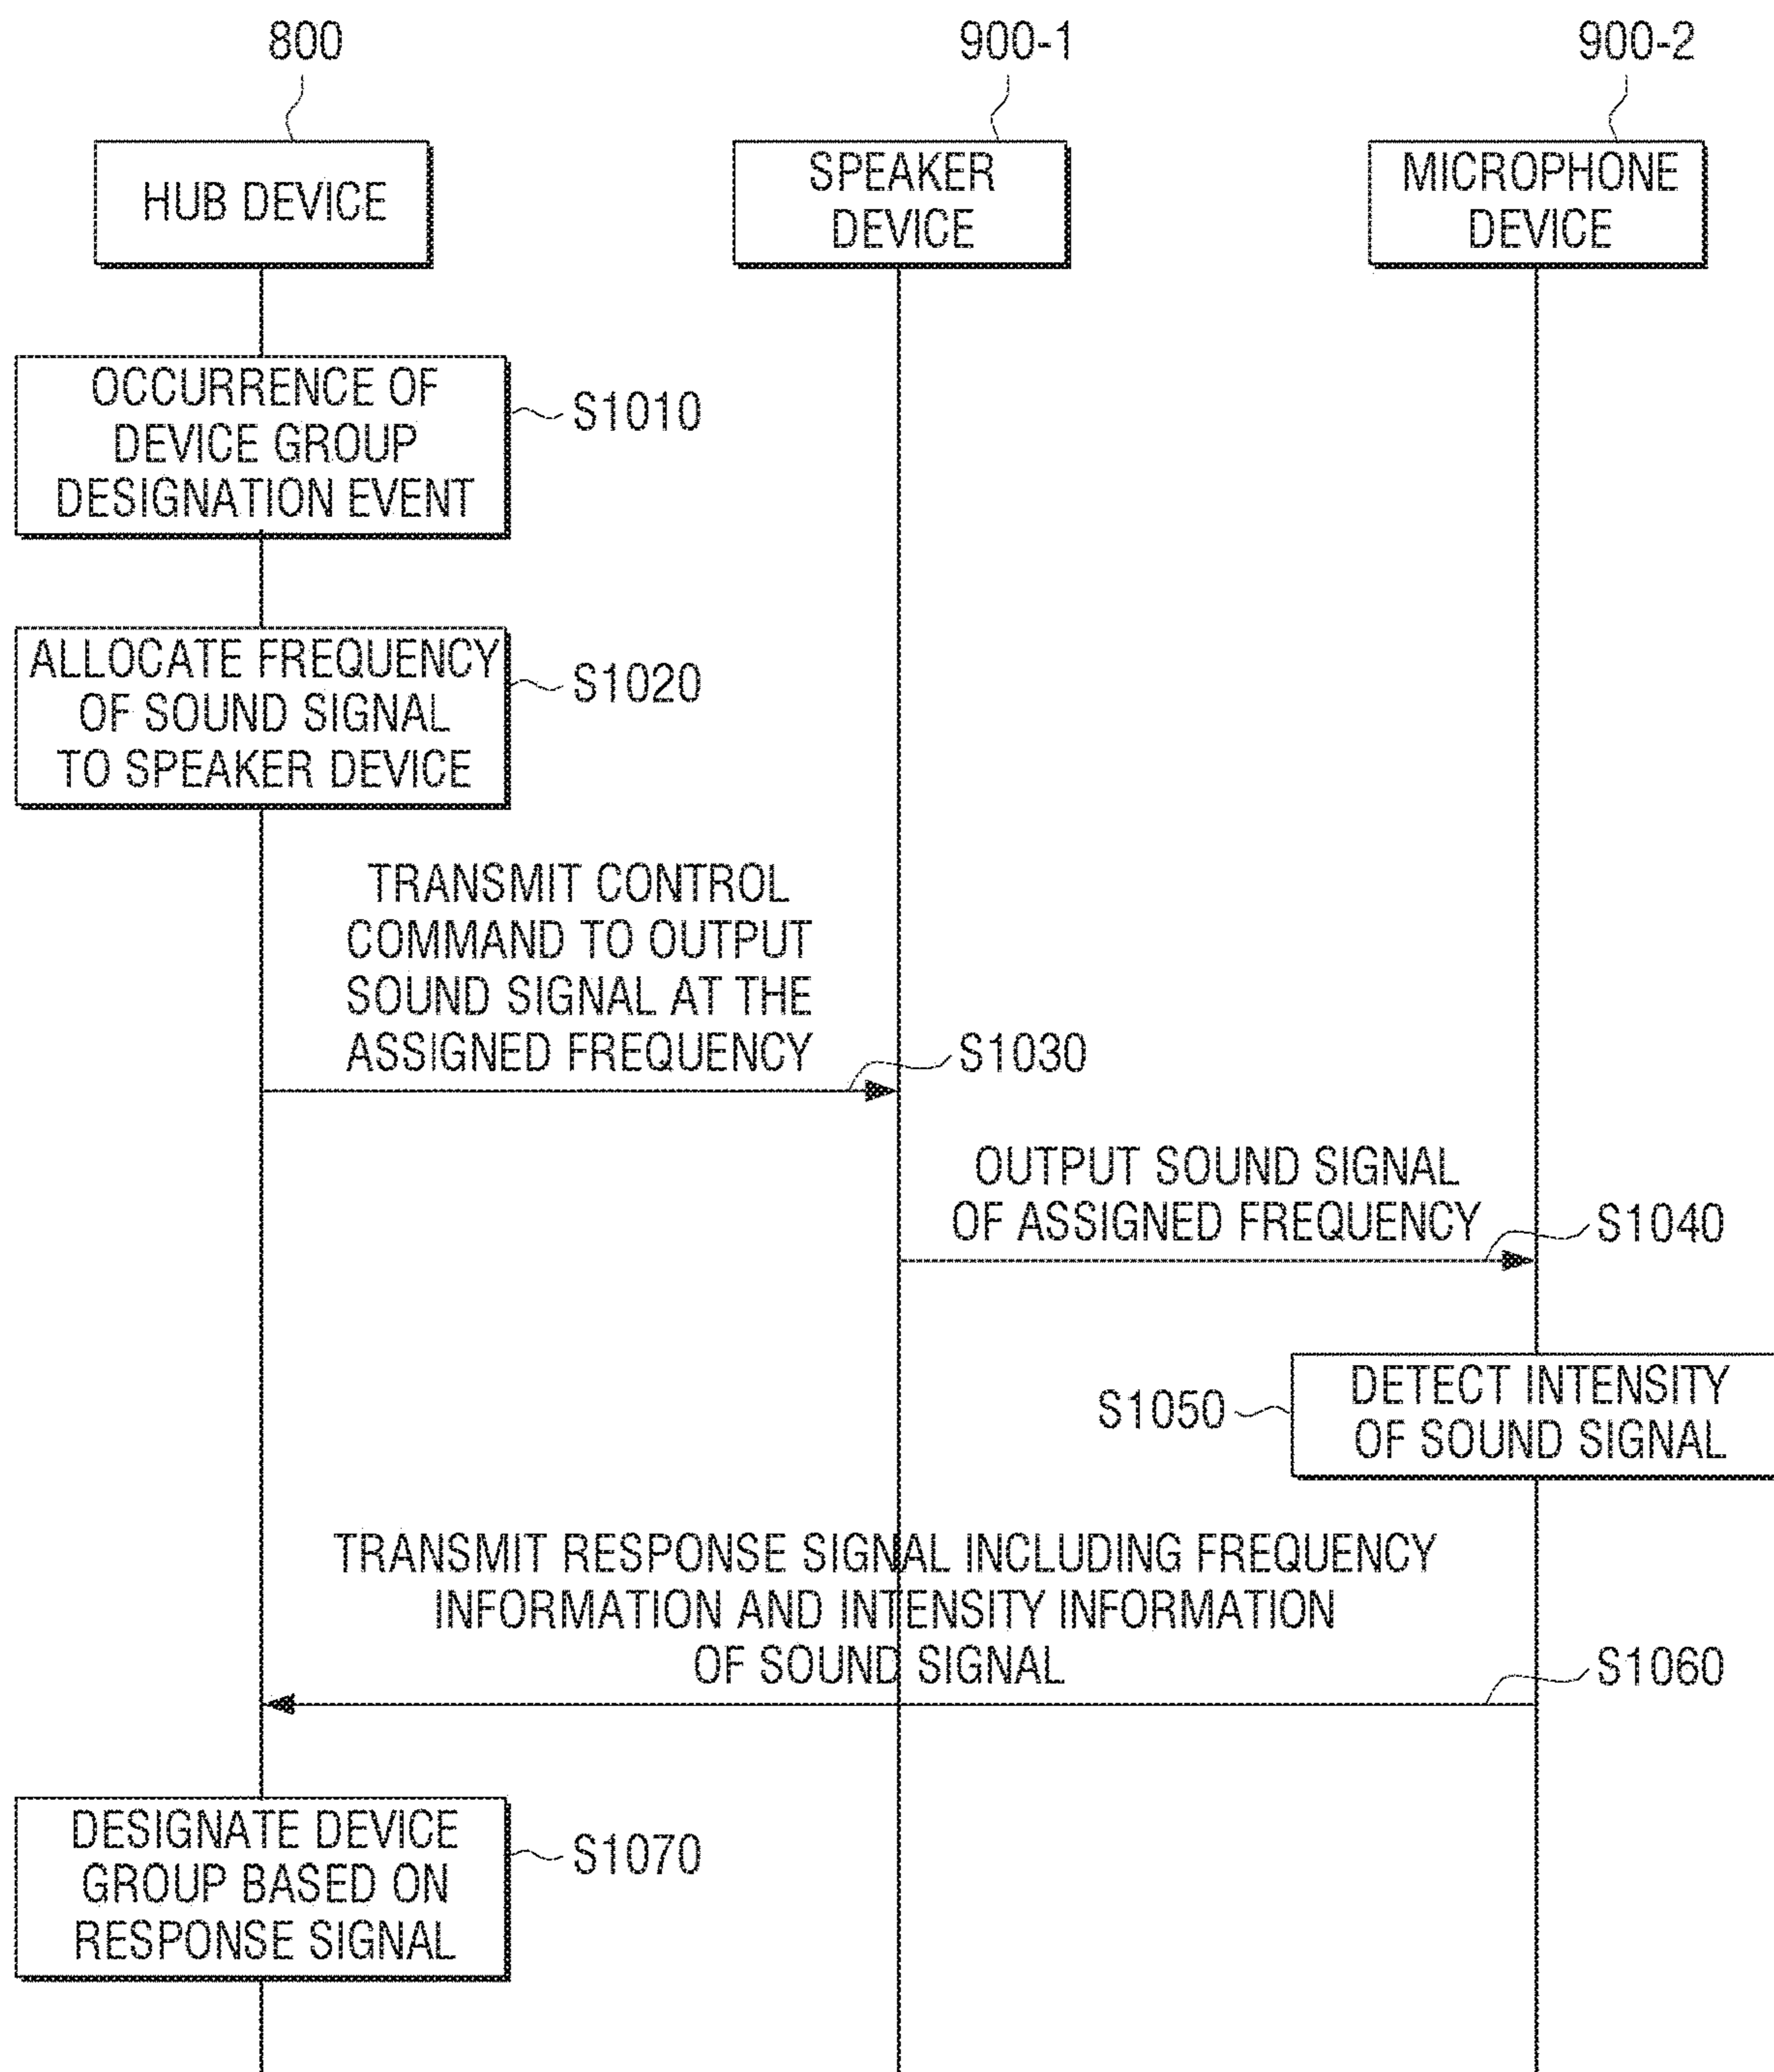 800
900-1
900-2
HUB DEVICE
SPEAKER
DEVICE
MICROPHONE
DEVICE
OCCURRENCE OF
DEVICE GROUP
DESIGNATION EVENT
S1010
ALLOCATE FREQUENCY
OF SOUND SIGNAL
TO SPEAKER DEVICE
S1020
TRANSMIT CONTROL
COMMAND TO OUTPUT
SOUND SIGNAL AT THE
ASSIGNED FREQUENCY
S1030
OUTPUT SOUND SIGNAL
OF ASSIGNED FREQUENCY
S1040
S1050
DETECT INTENSITY
OF SOUND SIGNAL
TRANSMIT RESPONSE SIGNAL INCLUDING FREQUENCY
INFORMATION AND INTENSITY INFORMATION
OF SOUND SIGNAL
S1060
DESIGNATE DEVICE
GROUP BASED ON
RESPONSE SIGNAL
S1070